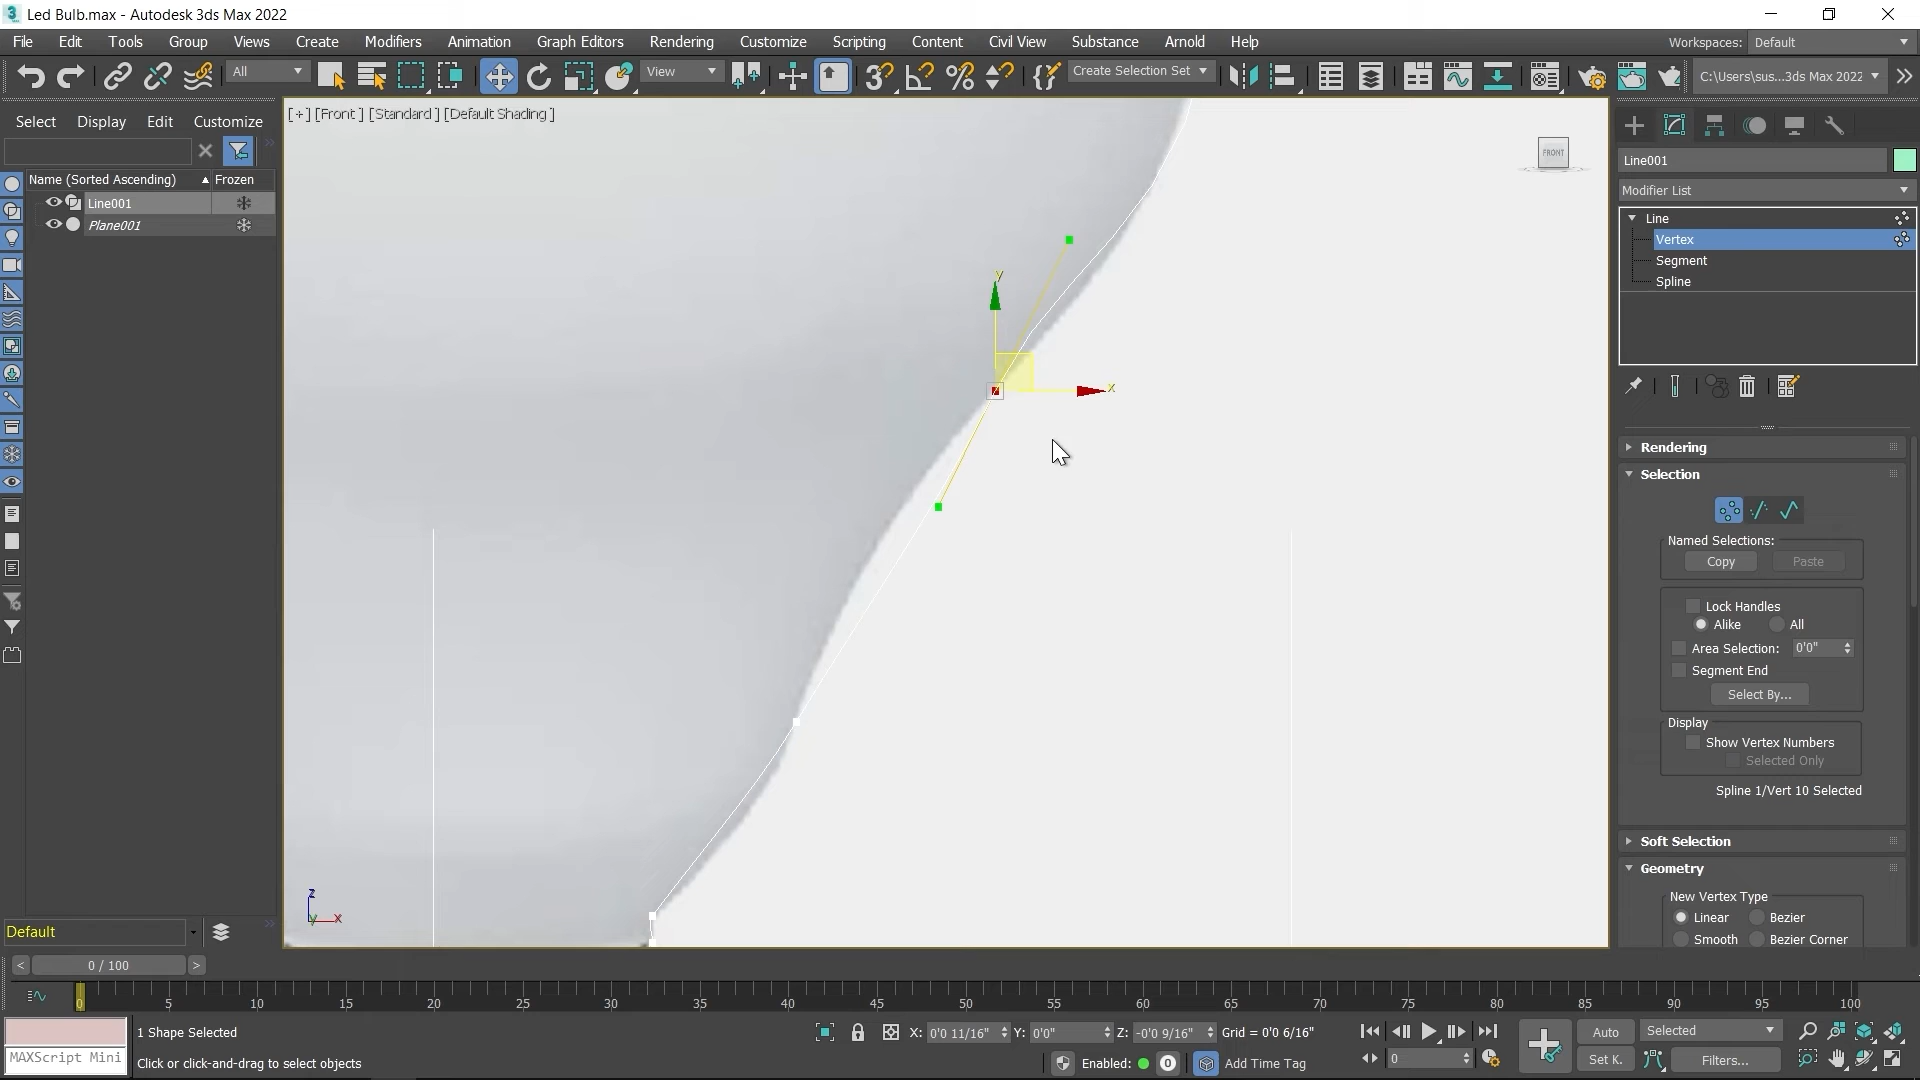 Led Bulb.max - Autodesk 3ds Max 2022
File Edit Tools Group Views Create Modifiers Animation Graph Editors Rendering Customize Scripting Content Civil View Substance Arnold Help Workspaces: Default
All View Create Selection Set C:\Users\sus...3ds Max 2022
Select Display Edit Customize
[+] [Front ] [Standard ] [Default Shading ]
FRONT
Line001
Name (Sorted Ascending) Frozen
Modifier List
Line001
Plane001
Line
Vertex
Segment
Spline
y
x
Rendering
Selection
Named Selections:
Copy Paste
Lock Handles
Alike All
Area Selection: 0'0"
Segment End
Select By...
Display
Show Vertex Numbers
Selected Only
Spline 1/Vert 10 Selected
Soft Selection
Geometry
New Vertex Type
Linear Bezier
Smooth Bezier Corner
z
y x
Default
< 0 / 100 >
0 5 10 15 20 25 30 35 40 45 50 55 60 65 70 75 80 85 90 95 100
1 Shape Selected X: 0'0 11/16" Y: 0'0" Z: -0'0 9/16" Grid = 0'0 6/16" Auto Selected
MAXScript Mini Click or click-and-drag to select objects Enabled: 0 Add Time Tag 0 Set K. Filters...